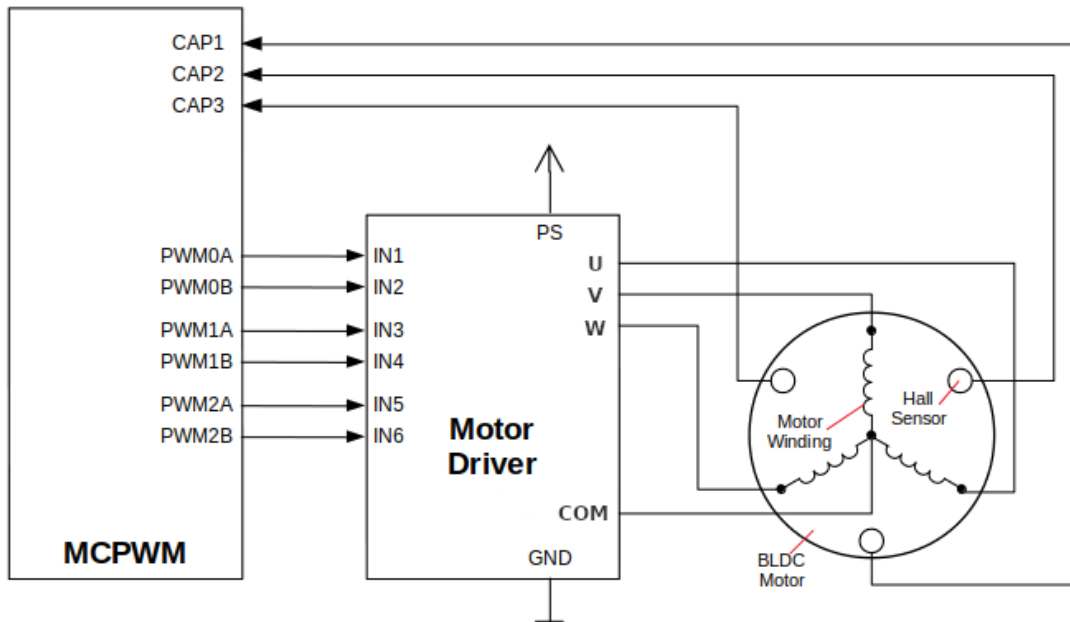 CAP1
CAP2
CAP3
PS
PWM0A
IN1
U
PWM0B
IN2
V
PWM1A
IN3
W
PWM1B
IN4
PWM2A
IN5
PWM2B
IN6
Motor
Driver
Hall
Sensor
Motor
Winding
COM
MCPWM
GND
BLDC
Motor